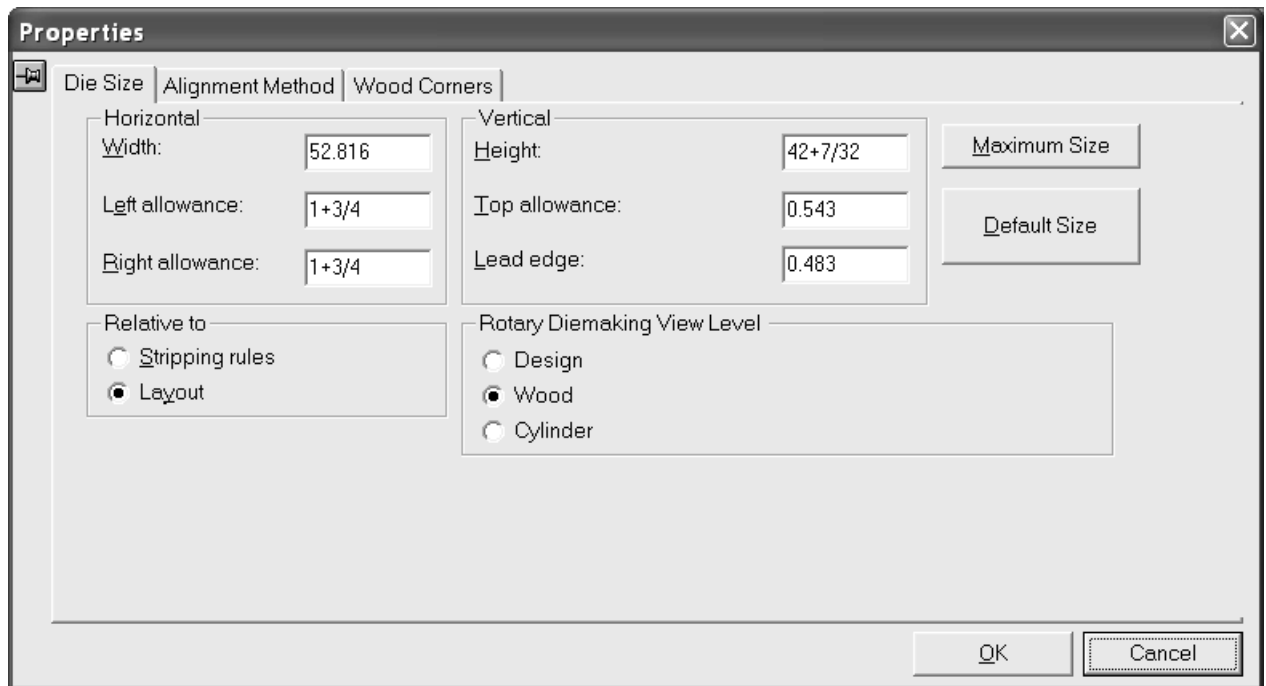 Properties
Die Size Alignment Method Wood Corners
Horizontal
Width: 52.816
Left allowance: 1+3/4
Right allowance: 1+3/4
Vertical
Height: 42+7/32
Top allowance: 0.543
Lead edge: 0.483
Maximum Size
Default Size
Relative to
Stripping rules
Layout
Rotary Diemaking View Level
Design
Wood
Cylinder
OK Cancel